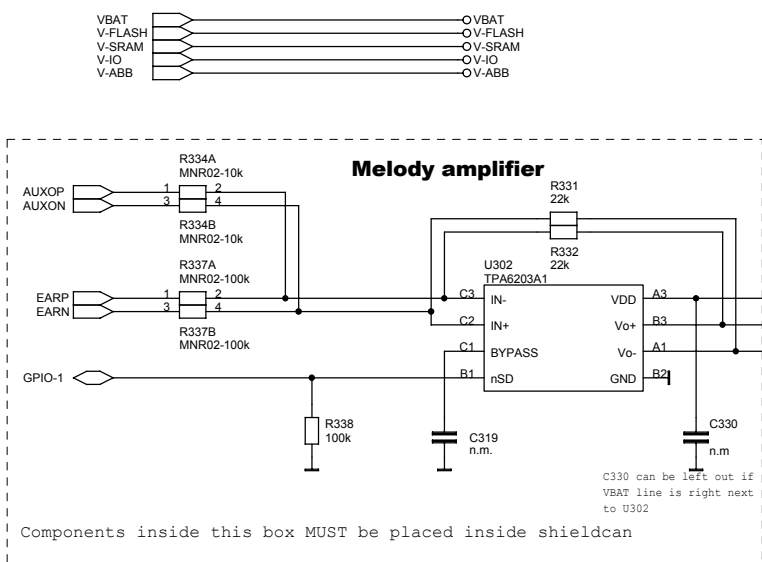 VBAT VBAT
V-FLASH V-FLASH
V-SRAM V-SRAM
V-IO V-IO
V-ABB V-ABB
Melody amplifier
R334A
MNR02-10k
AUXOP 1 2
AUXON 3 4
R334B
MNR02-10k
R331
22k
R332
22k
R337A
MNR02-100k
EARP 1 2
EARN 3 4
R337B
MNR02-100k
U302
TPA6203A1
C3 IN- VDD A3
C2 IN+ Vo+ B3
C1 BYPASS Vo- A1
B1 nSD GND B2
GPIO-1
R338
100k
C319
n.m.
C330
n.m
C330 can be left out if
VBAT line is right next
to U302
Components inside this box MUST be placed inside shieldcan